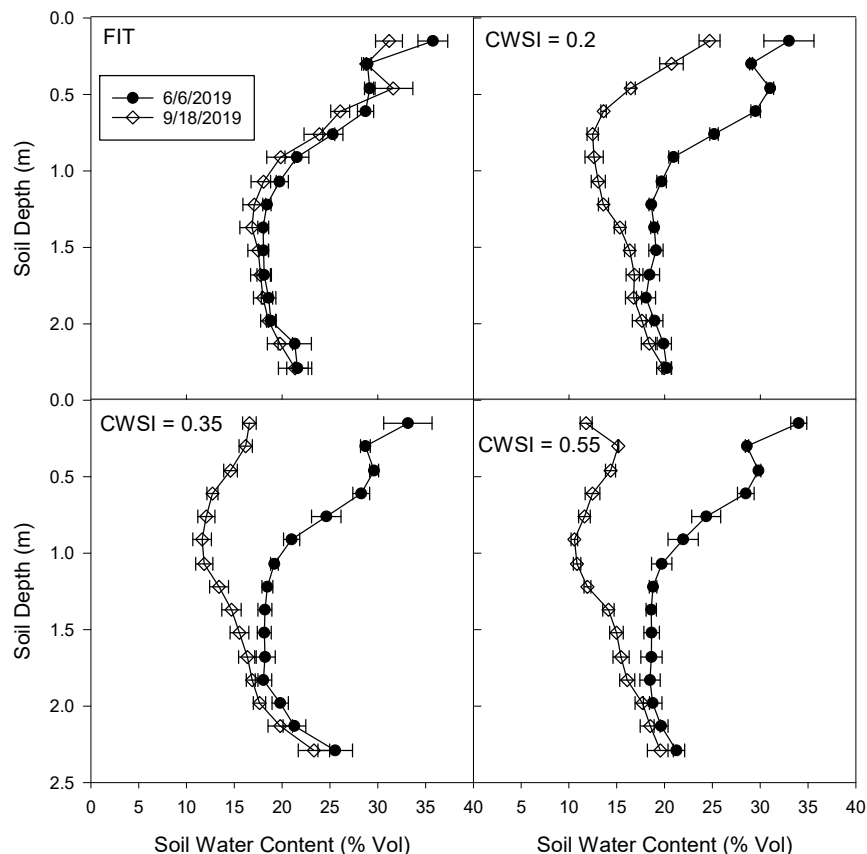 0.0
FIT
CWSI = 0.2
6/6/2019
9/18/2019
0.5
1.0
Soil Depth (m)
1.5
2.0
0.0
CWSI = 0.35
CWSI = 0.55
0.5
1.0
Soil Depth (m)
1.5
2.0
2.5
0 5 10 15 20 25 30 35 40
0 5 10 15 20 25 30 35 40
Soil Water Content (% Vol)
Soil Water Content (% Vol)